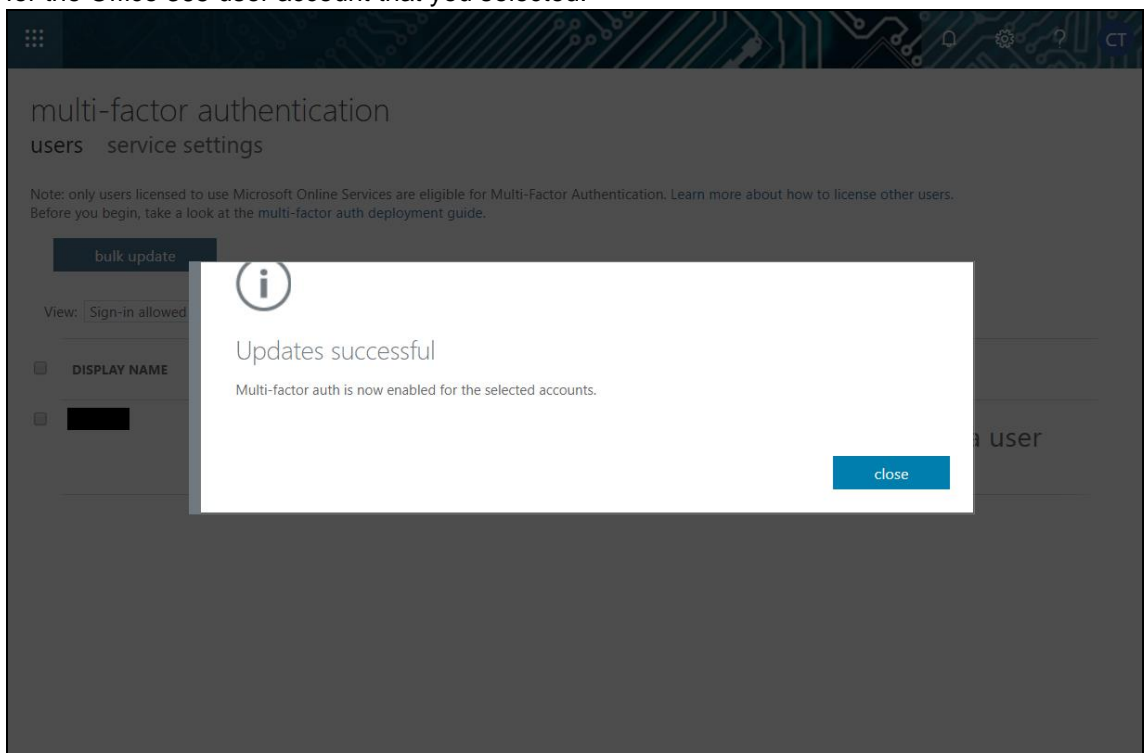 for the Office 365 user account that you selected.
CT
multi-factor authentication
users service settings
Note: only users licensed to use Microsoft Online Services are eligible for Multi-Factor Authentication. Learn more about how to license other users.
Before you begin, take a look at the multi-factor auth deployment guide.
bulk update
View: Sign-in allowed
DISPLAY NAME
Updates successful
Multi-factor auth is now enabled for the selected accounts.
a user
close